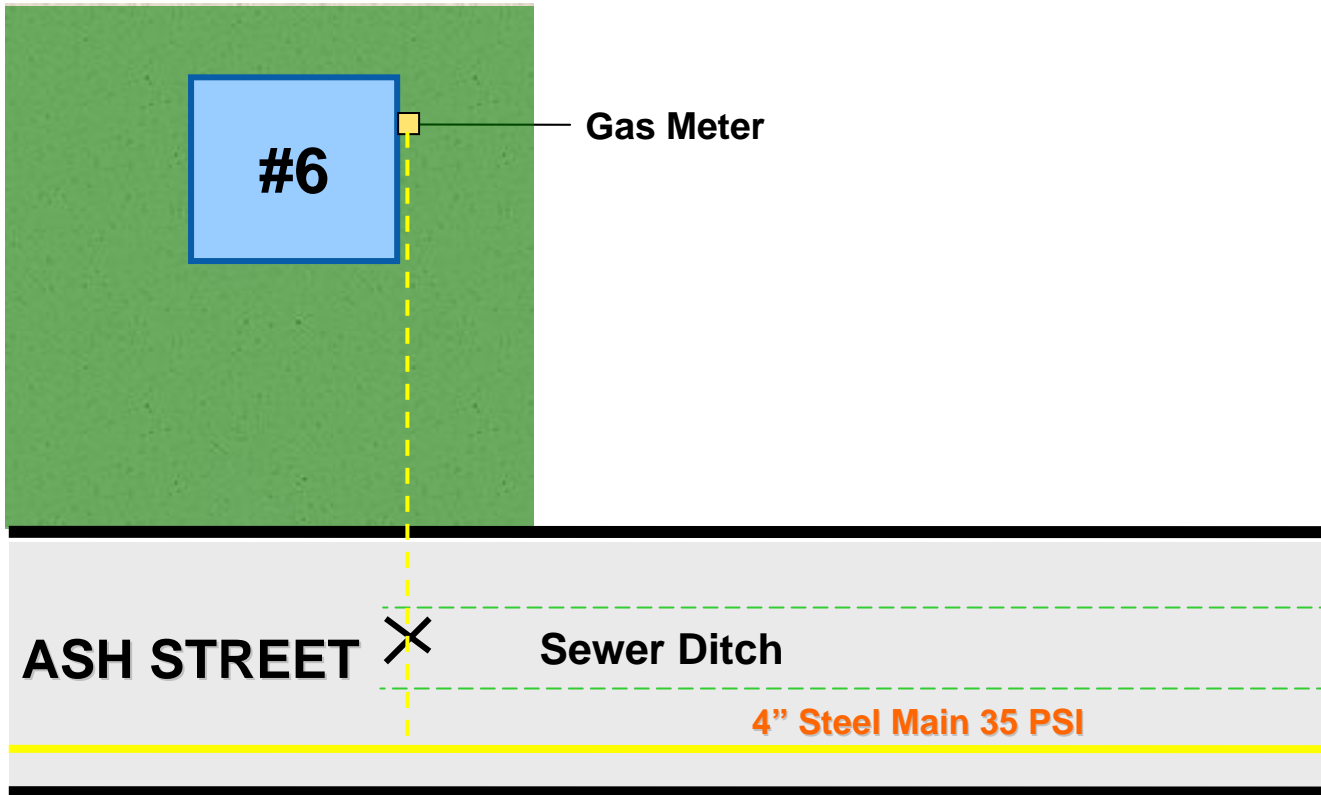 Gas Meter
#6
ASH STREET
Sewer Ditch
4” Steel Main 35 PSI